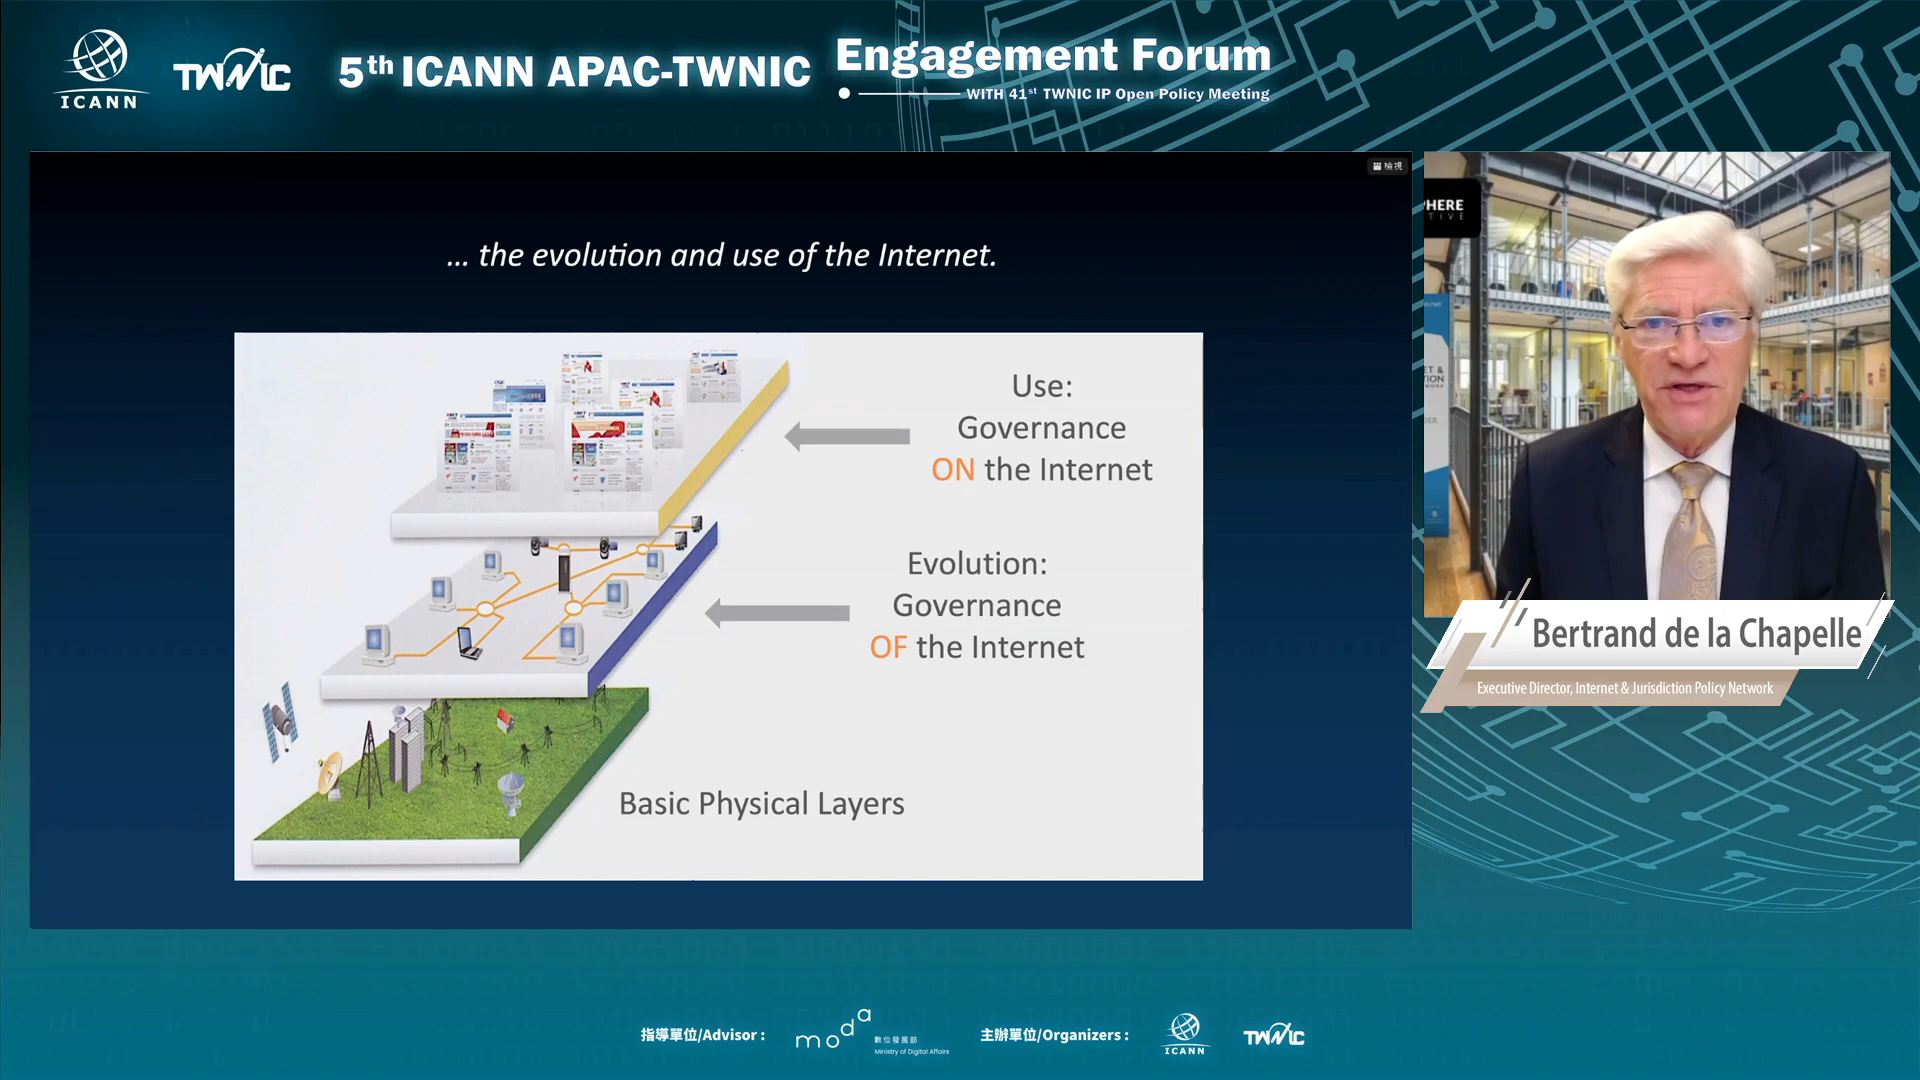 ICANN
TWNIC
5th ICANN APAC-TWNIC
Engagement Forum
WITH 41st TWNIC IP Open Policy Meeting
檢視
... the evolution and use of the Internet.
Use:
Governance
ON the Internet
Evolution:
Governance
OF the Internet
Basic Physical Layers
Bertrand de la Chapelle
Executive Director, Internet & Jurisdiction Policy Network
指導單位/Advisor :
moda
數位發展部
Ministry of Digital Affairs
主辦單位/Organizers :
ICANN
TWNIC